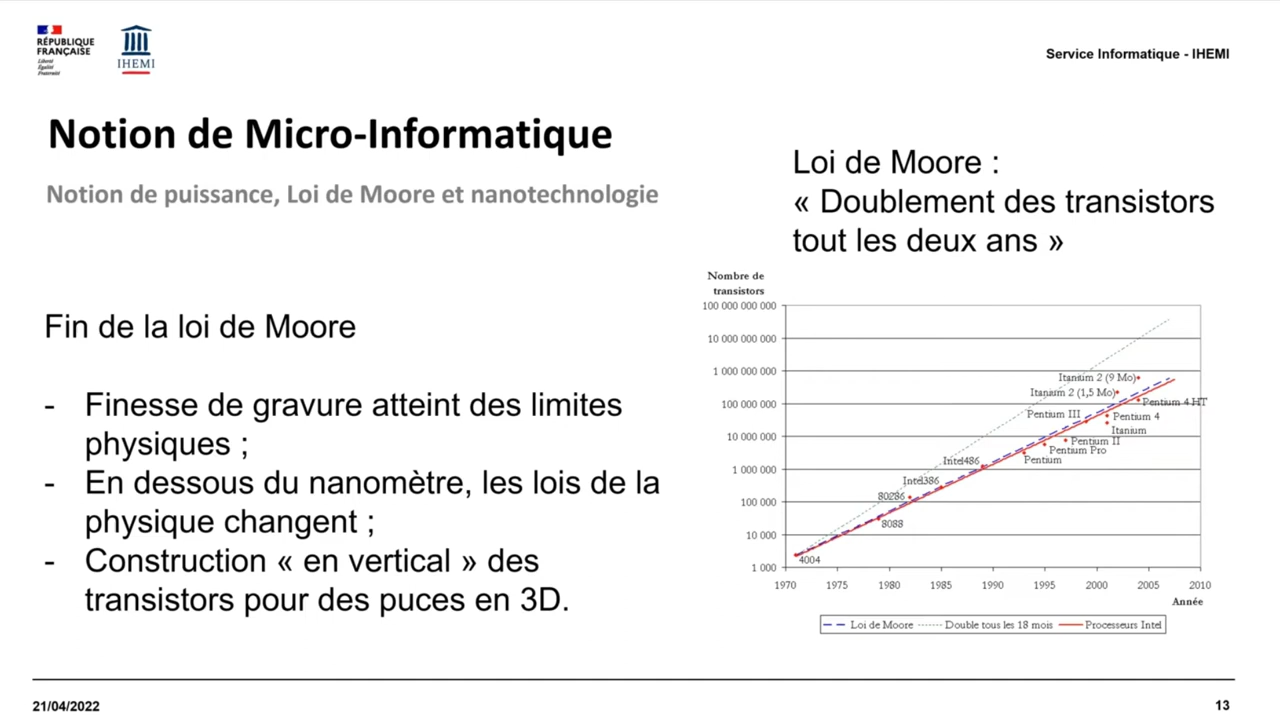 RÉPUBLIQUE
FRANÇAISE
Liberté
Égalité
Fraternité
IHEMI
Service Informatique - IHEMI
Notion de Micro-Informatique
Notion de puissance, Loi de Moore et nanotechnologie
Loi de Moore :
« Doublement des transistors
tout les deux ans »
Fin de la loi de Moore
- Finesse de gravure atteint des limites
physiques ;
- En dessous du nanomètre, les lois de la
physique changent ;
- Construction « en vertical » des
transistors pour des puces en 3D.
Nombre de
transistors
100 000 000 000
10 000 000 000
1 000 000 000
100 000 000
10 000 000
1 000 000
100 000
10 000
1 000
Itanium 2 (9 Mo)
Itanium 2 (1,5 Mo)
Pentium 4 HT
Pentium III
Pentium 4
Itanium
Pentium II
Pentium Pro
Pentium
Intel486
Intel386
80286
8088
4004
1970 1975 1980 1985 1990 1995 2000 2005 2010
Année
Loi de Moore Double tous les 18 mois Processeurs Intel
21/04/2022
13